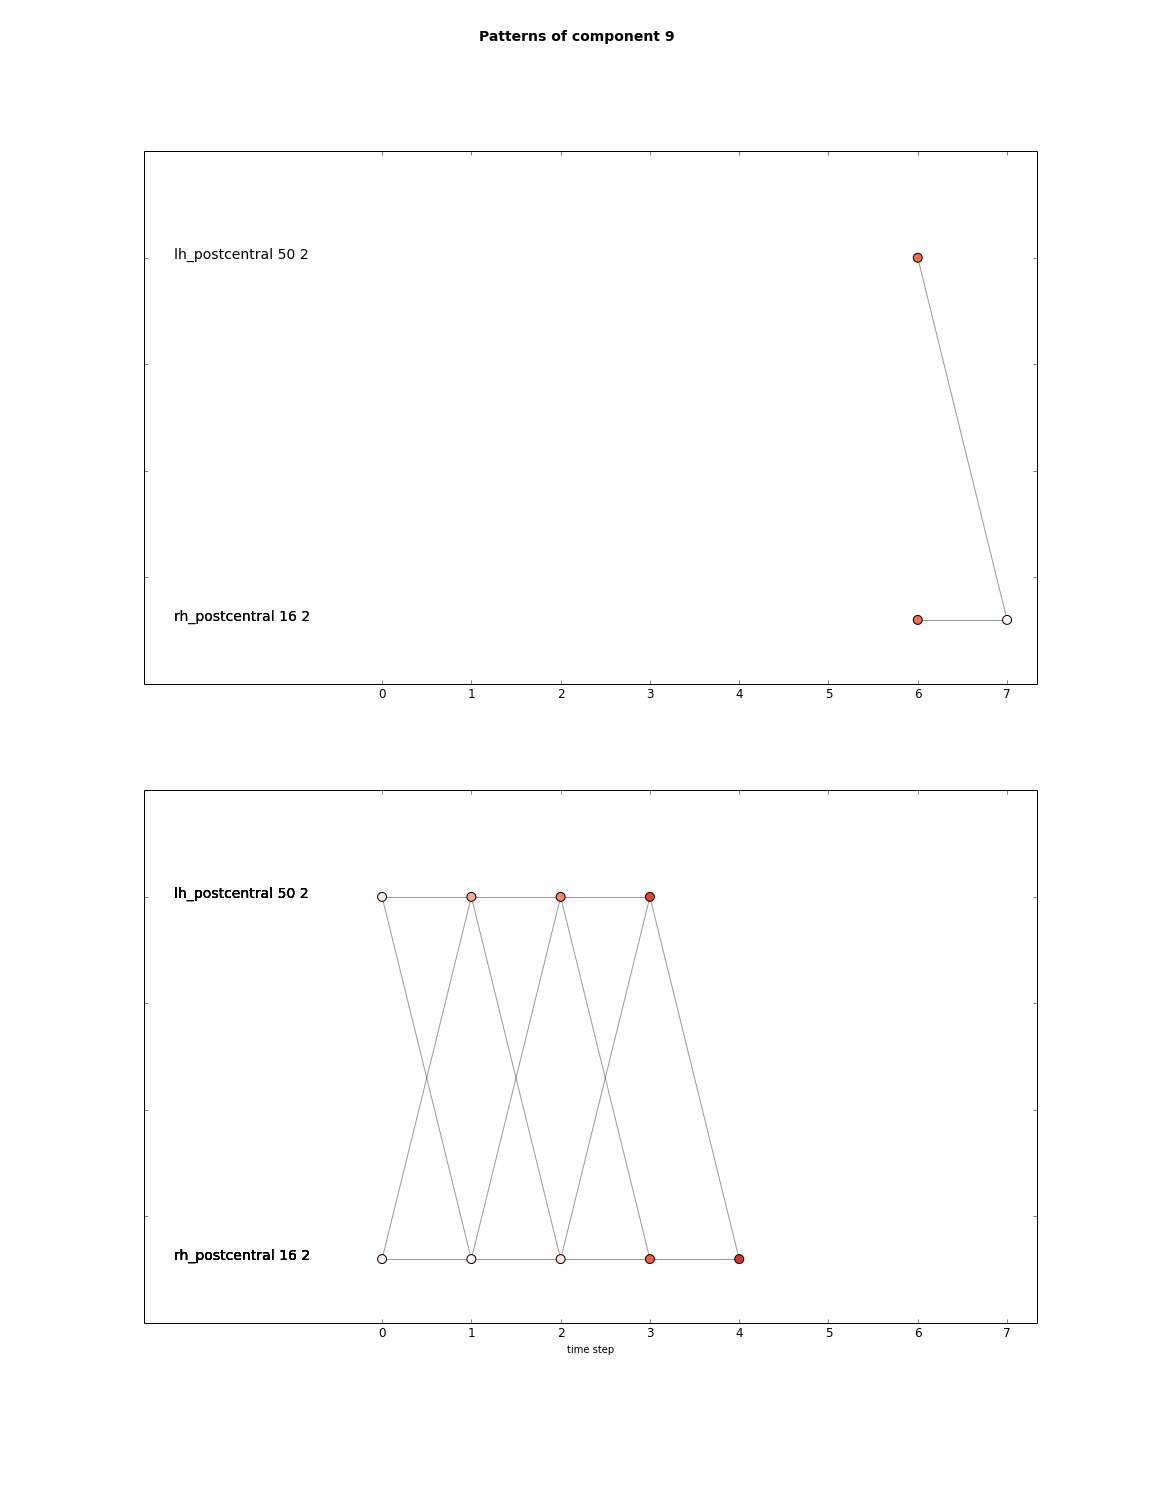 Patterns of component 9
lh_postcentral 50 2
rh_postcentral 16 2
0 1 2 3 4 5 6 7
lh_postcentral 50 2
rh_postcentral 16 2
0 1 2 3 4 5 6 7
time step